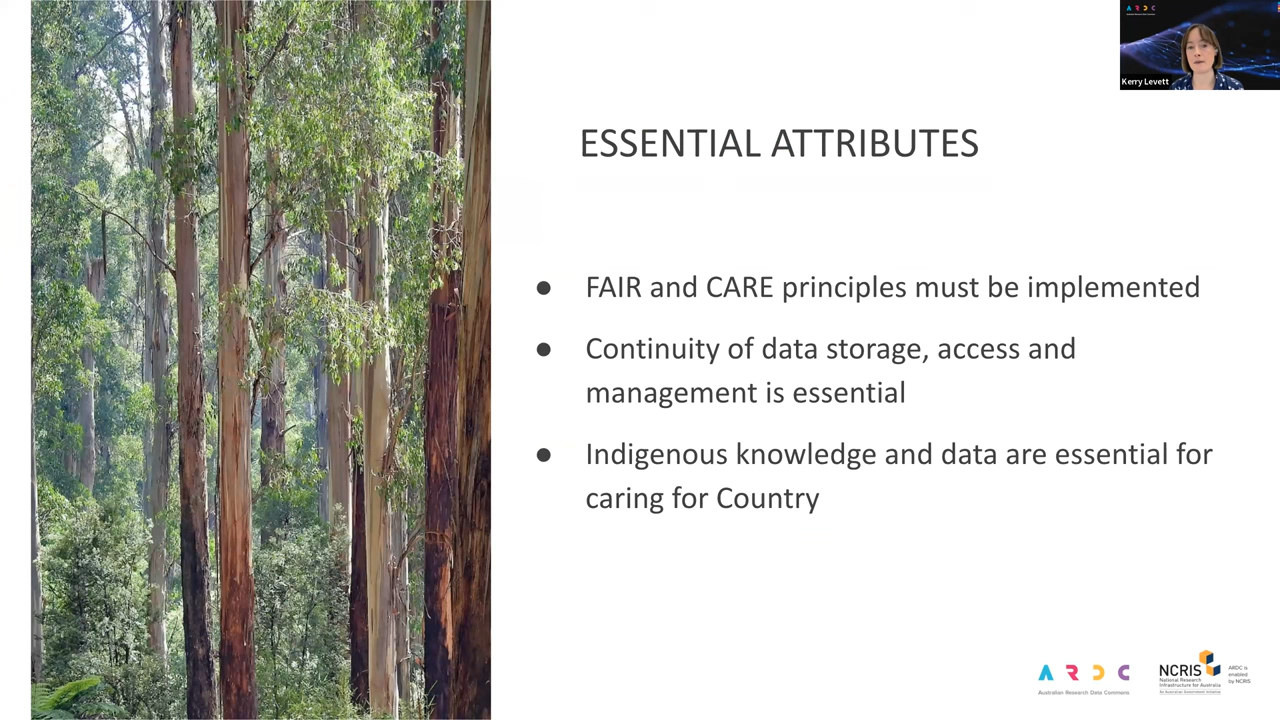 A R D C
Kerry Levett
ESSENTIAL ATTRIBUTES
● FAIR and CARE principles must be implemented
● Continuity of data storage, access and
management is essential
● Indigenous knowledge and data are essential for
caring for Country
A R D C
Australian Research Data Commons
NCRIS
National Research
Infrastructure for Australia
An Australian Government Initiative
ARDC is
enabled
by NCRIS